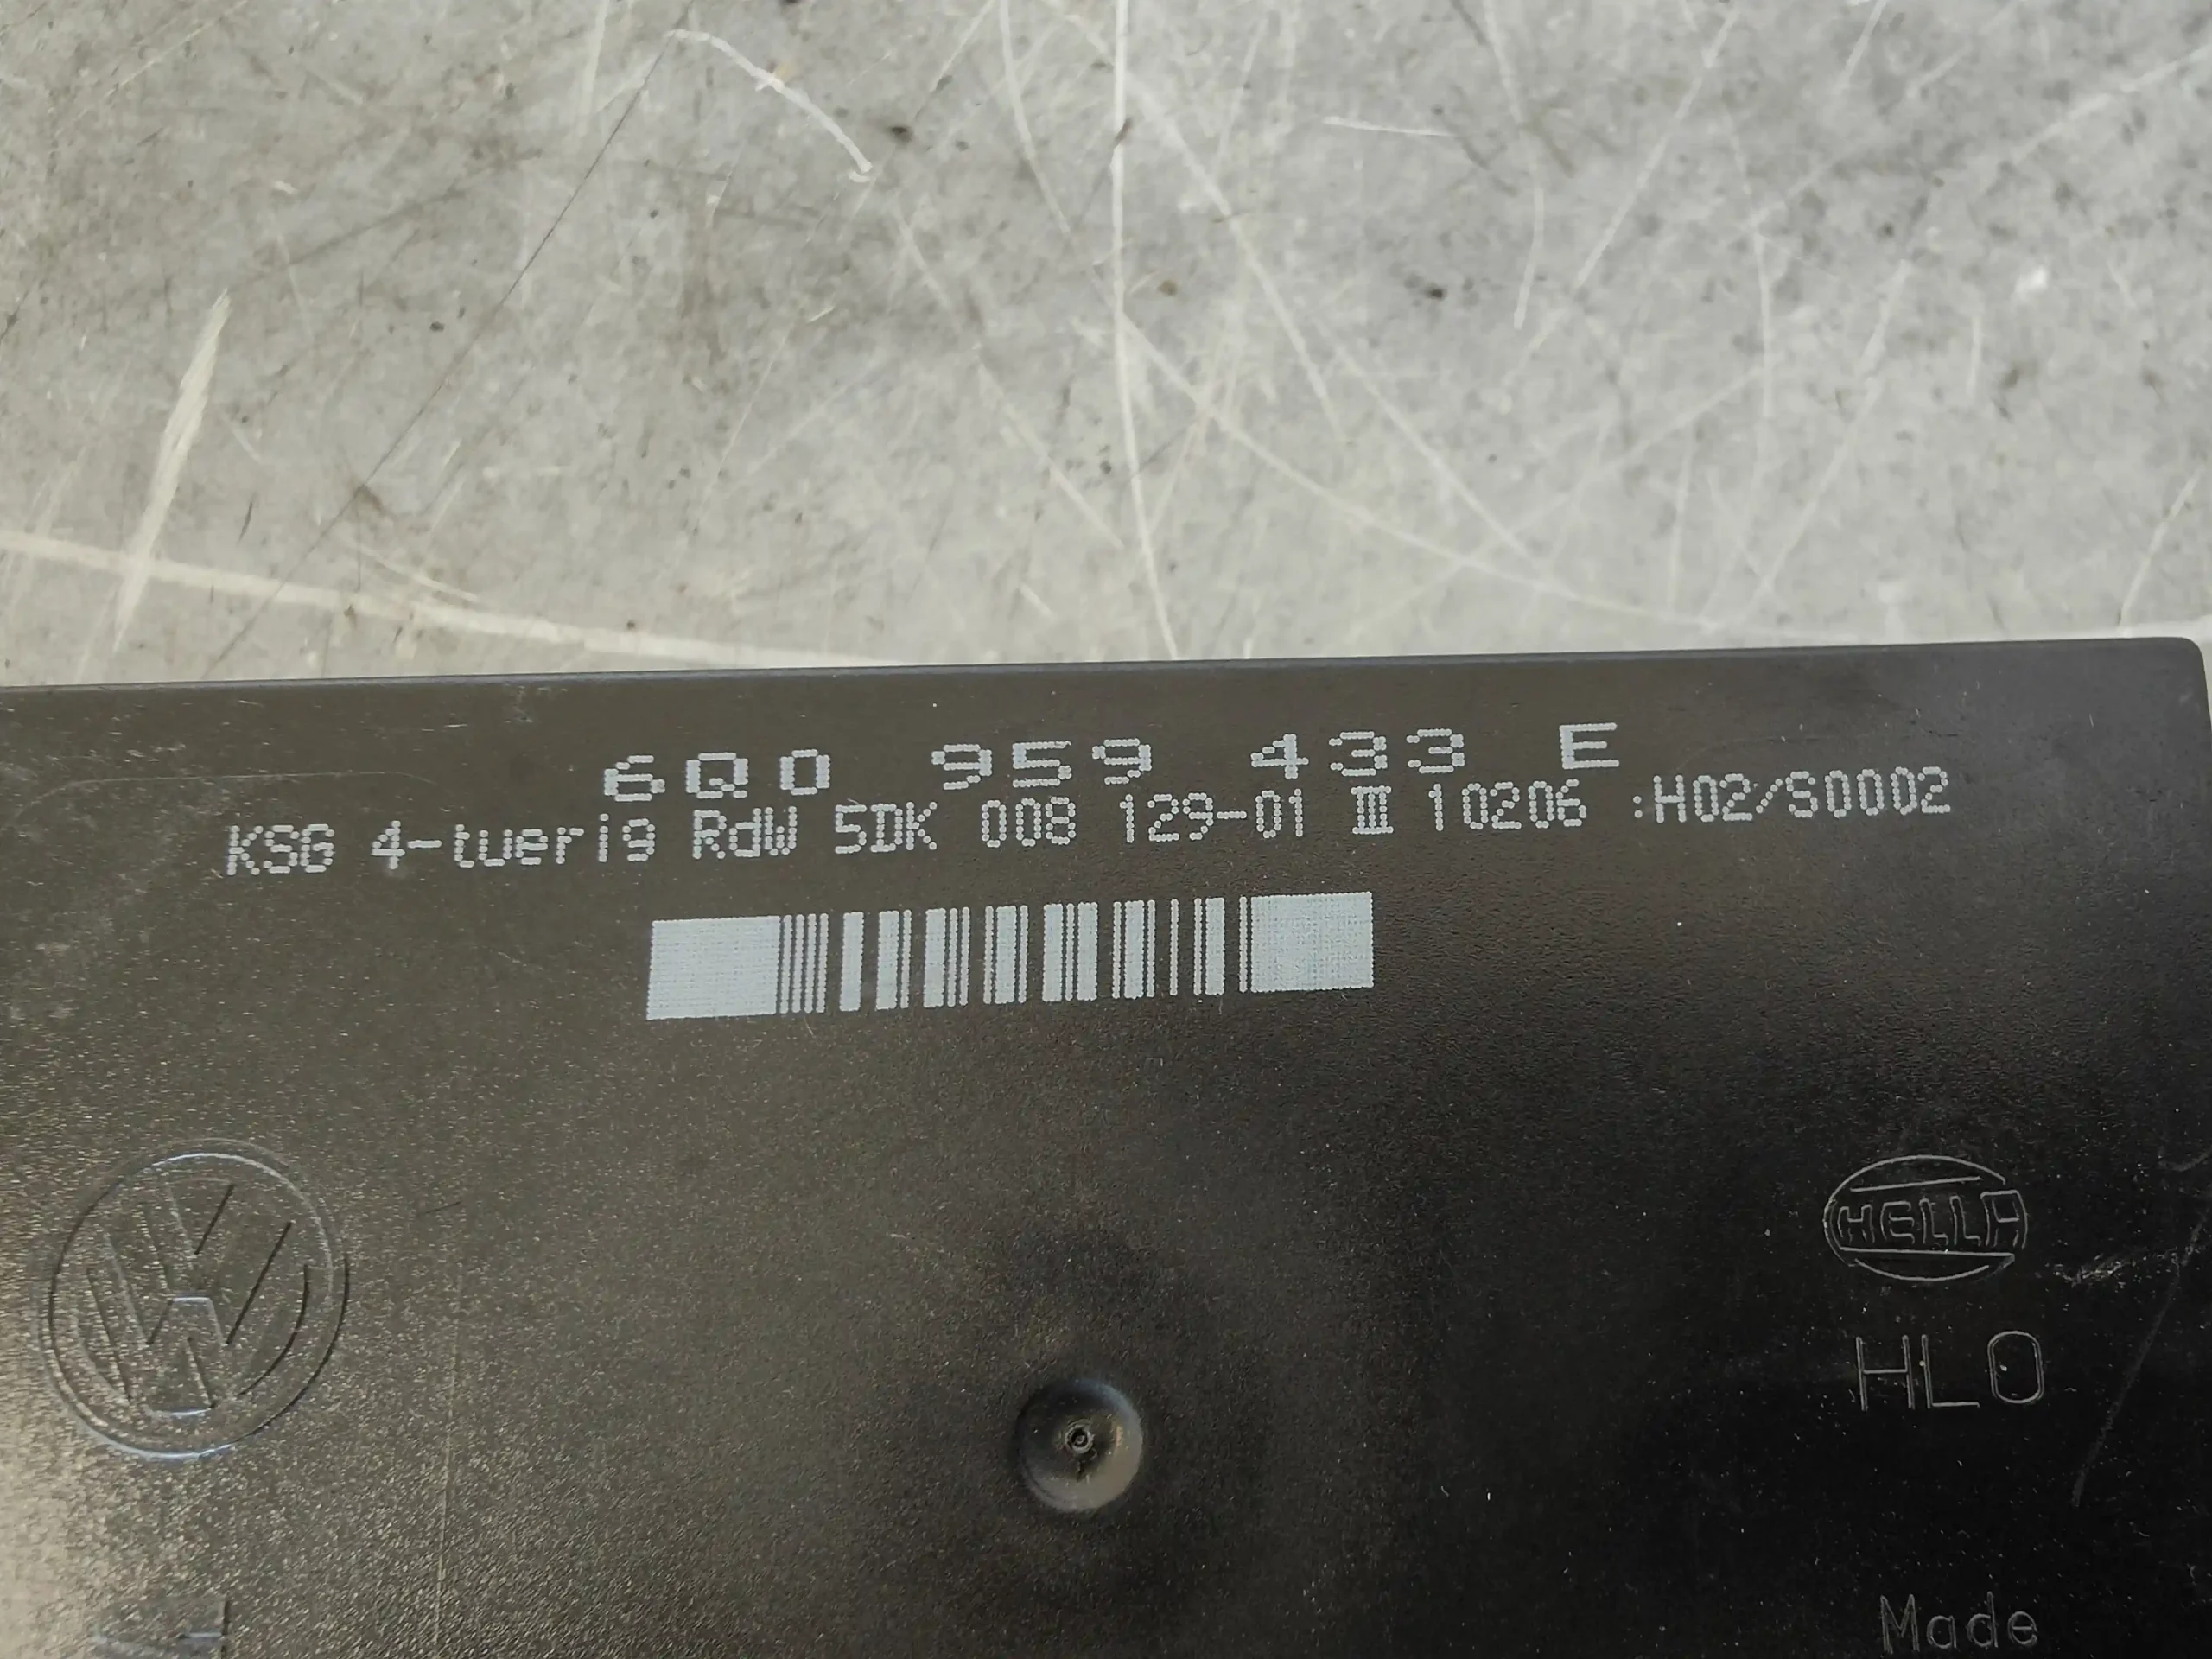 6Q0 959 433 E
KSG 4-tuerig RdW 5DK 008 129-01 III 10206 :H02/S0002
HELLA
HLO
Made